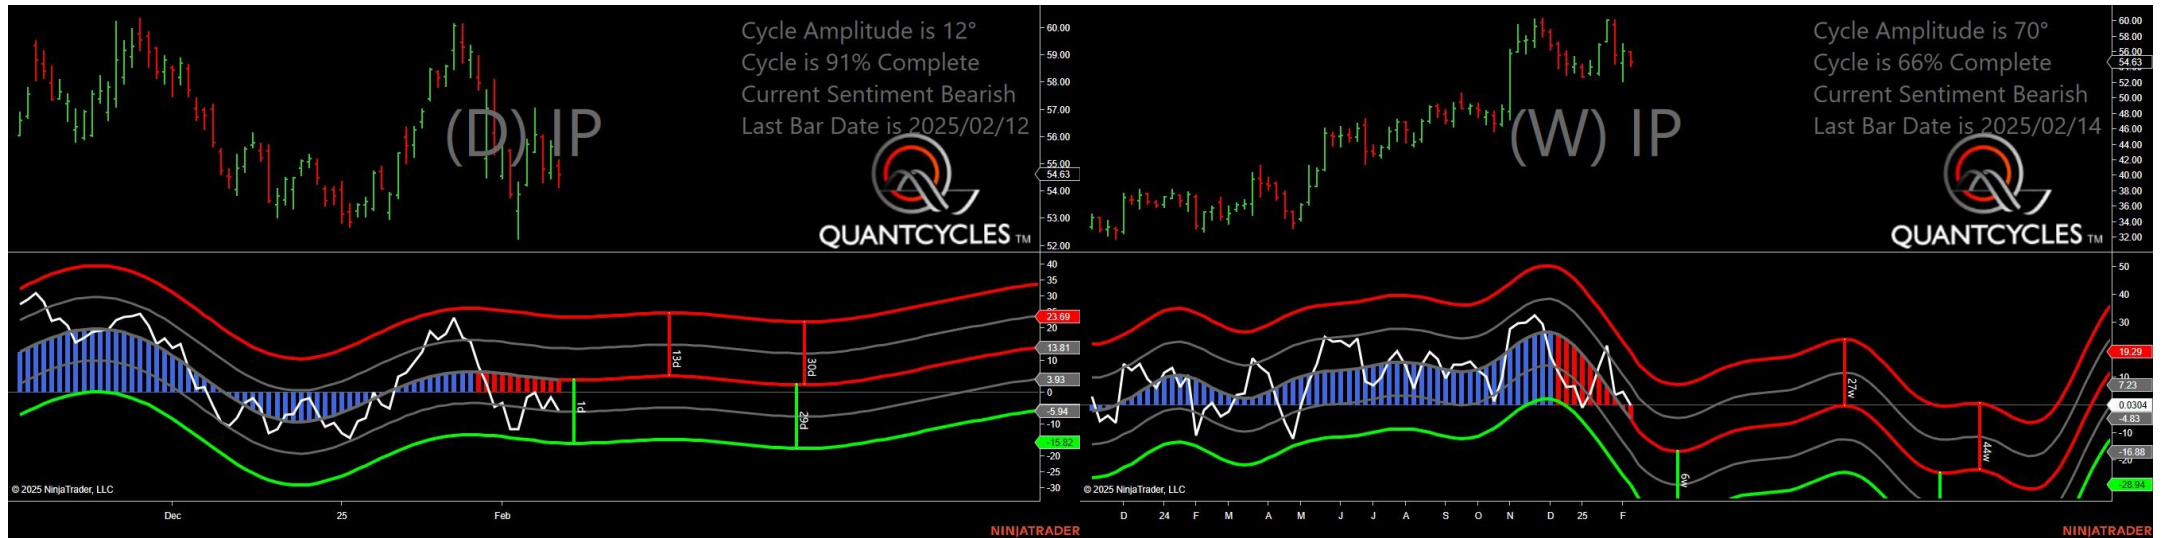 Cycle Amplitude is 12°
Cycle is 91% Complete
Current Sentiment Bearish
Last Bar Date is 2025/02/12
(D) IP
QUANTCYCLES TM
60.00
59.00
58.00
57.00
56.00
55.00
54.63
54.00
53.00
52.00
40
35
30
23.69
20
13.81
10
3.93
0
-5.94
-10
-15.82
-20
-25
-30
13d
30d
1d
29d
© 2025 NinjaTrader, LLC
Dec
25
Feb
NINJATRADER
Cycle Amplitude is 70°
Cycle is 66% Complete
Current Sentiment Bearish
Last Bar Date is 2025/02/14
(W) IP
QUANTCYCLES TM
60.00
58.00
56.00
54.63
52.00
50.00
48.00
46.00
44.00
42.00
40.00
38.00
36.00
34.00
32.00
50
40
30
19.29
10
7.23
0.0304
-4.83
-10
-16.88
-20
-28.94
27w
44w
6w
© 2025 NinjaTrader, LLC
D
24
F
M
A
M
J
J
A
S
O
N
D
25
F
NINJATRADER